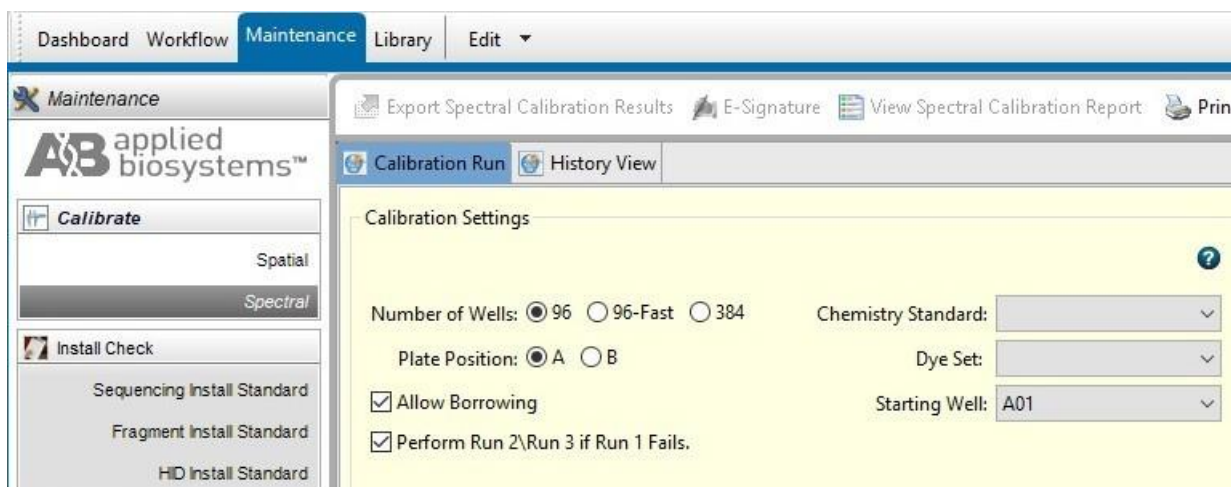 Dashboard Workflow Maintenance Library Edit
Maintenance
Export Spectral Calibration Results E-Signature View Spectral Calibration Report Prin
AB applied biosystems™
Calibration Run History View
Calibrate
Calibration Settings
Spatial
Spectral
Number of Wells: 96 96-Fast 384 Chemistry Standard:
Install Check
Plate Position: A B Dye Set:
Sequencing Install Standard
Allow Borrowing Starting Well: A01
Fragment Install Standard
Perform Run 2\Run 3 if Run 1 Fails.
HID Install Standard